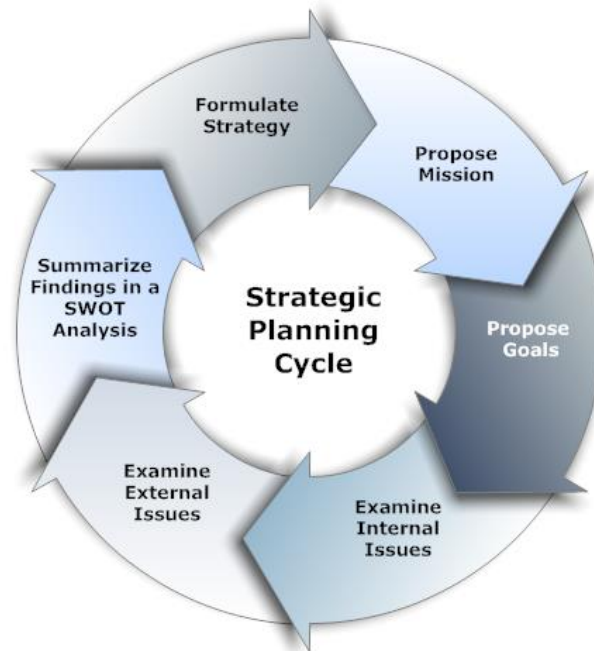 Formulate
Strategy
Propose
Mission
Summarize
Findings in a
SWOT
Analysis
Strategic
Planning
Cycle
Propose
Goals
Examine
External
Issues
Examine
Internal
Issues